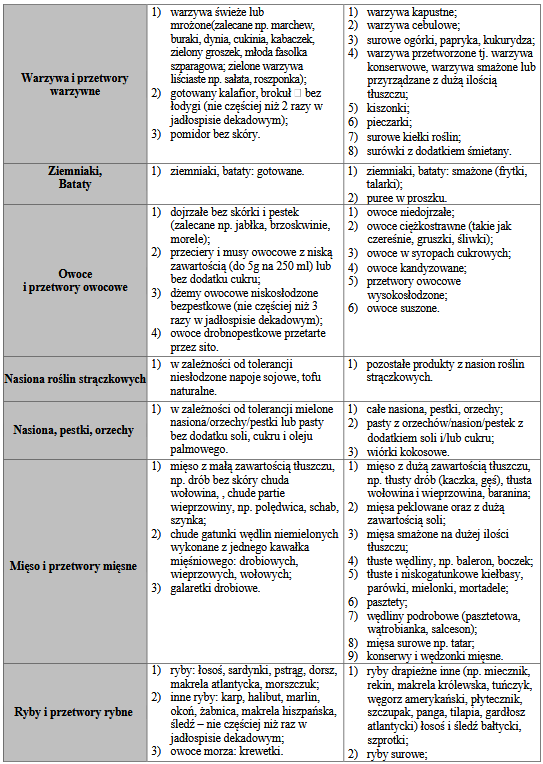 Warzywa i przetwory
warzywne
1) warzywa świeże lub
mrożone(zalecane np. marchew,
buraki, dynia, cukinia, kabaczek,
zielony groszek, młoda fasolka
szparagowa; zielone warzywa
liściaste np. sałata, roszponka);
2) gotowany kalafior, brokuł bez
łodygi (nie częściej niż 2 razy w
jadłospisie dekadowym);
3) pomidor bez skóry.
1) warzywa kapustne;
2) warzywa cebulowe;
3) surowe ogórki, papryka, kukurydza;
4) warzywa przetworzone tj. warzywa
konserwowe, warzywa smażone lub
przyrządzane z dużą ilością
tłuszczu;
5) kiszonki;
6) pieczarki;
7) surowe kiełki roślin;
8) surówki z dodatkiem śmietany.
Ziemniaki,
Bataty
1) ziemniaki, bataty: gotowane.
1) ziemniaki, bataty: smażone (frytki,
talarki);
2) puree w proszku.
Owoce
i przetwory owocowe
1) dojrzałe bez skórki i pestek
(zalecane np. jabłka, brzoskwinie,
morele);
2) przeciery i musy owocowe z niską
zawartością (do 5g na 250 ml) lub
bez dodatku cukru;
3) dżemy owocowe niskosłodzone
bezpestkowe (nie częściej niż 3
razy w jadłospisie dekadowym);
4) owoce drobnopestkowe przetarte
przez sito.
1) owoce niedojrzałe;
2) owoce ciężkostrawne (takie jak
czereśnie, gruszki, śliwki);
3) owoce w syropach cukrowych;
4) owoce kandyzowane;
5) przetwory owocowe
wysokosłodzone;
6) owoce suszone.
Nasiona roślin strączkowych
1) w zależności od tolerancji
niesłodzone napoje sojowe, tofu
naturalne.
1) pozostałe produkty z nasion roślin
strączkowych.
Nasiona, pestki, orzechy
1) w zależności od tolerancji mielone
nasiona/orzechy/pestki lub pasty
bez dodatku soli, cukru i oleju
palmowego.
1) całe nasiona, pestki, orzechy;
2) pasty z orzechów/nasion/pestek z
dodatkiem soli i/lub cukru;
3) wiórki kokosowe.
Mięso i przetwory mięsne
1) mięso z małą zawartością tłuszczu,
np. drób bez skóry chuda
wołowina, , chude partie
wieprzowiny, np. polędwica, schab,
szynka;
2) chude gatunki wędlin niemielonych
wykonane z jednego kawałka
mięśniowego: drobiowych,
wieprzowych, wołowych;
3) galaretki drobiowe.
1) mięso z dużą zawartością tłuszczu,
np. tłusty drób (kaczka, gęś), tłusta
wołowina i wieprzowina, baranina;
2) mięsa peklowane oraz z dużą
zawartością soli;
3) mięsa smażone na dużej ilości
tłuszczu;
4) tłuste wędliny, np. baleron, boczek;
5) tłuste i niskogatunkowe kiełbasy,
parówki, mielonki, mortadele;
6) pasztety;
7) wędliny podrobowe (pasztetowa,
wątrobianka, salceson);
8) mięsa surowe np. tatar;
9) konserwy i wędzonki mięsne.
Ryby i przetwory rybne
1) ryby: łosoś, sardynki, pstrąg, dorsz,
makrela atlantycka, morszczuk;
2) inne ryby: karp, halibut, marlin,
okoń, żabnica, makrela hiszpańska,
śledź – nie częściej niż raz w
jadłospisie dekadowym;
3) owoce morza: krewetki.
1) ryby drapieżne inne (np. miecznik,
rekin, makrela królewska, tuńczyk,
węgorz amerykański, płytecznik,
szczupak, panga, tilapia, gardłosz
atlantycki) łosoś i śledź bałtycki,
szprotki;
2) ryby surowe;